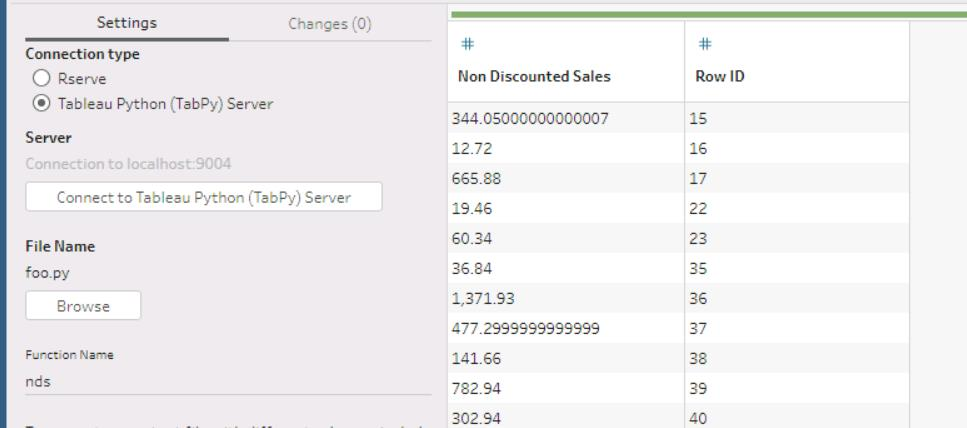 Settings Changes (0)
Connection type
Rserve
Tableau Python (TabPy) Server
Server
Connection to localhost:9004
Connect to Tableau Python (TabPy) Server
File Name
foo.py
Browse
Function Name
nds
# #
Non Discounted Sales Row ID
344.05000000000007 15
12.72 16
665.88 17
19.46 22
60.34 23
36.84 35
1,371.93 36
477.2999999999999 37
141.66 38
782.94 39
302.94 40